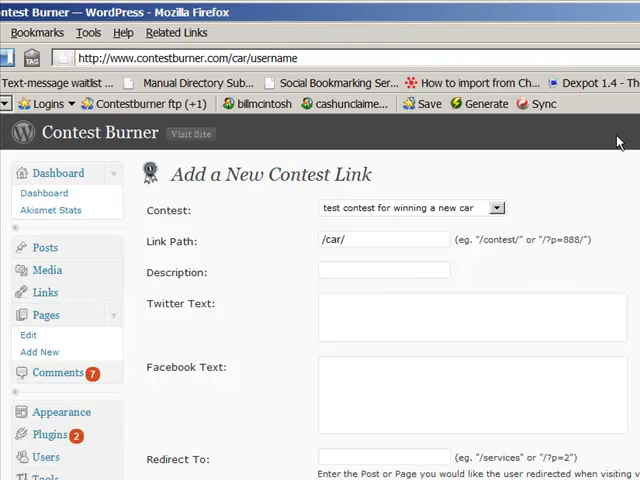 ontest Burner — WordPress - Mozilla Firefox
Bookmarks Tools Help Related Links
TAG http://www.contestburner.com/car/username
Text-message waitlist ... Manual Directory Sub... Social Bookmarking Ser... How to import from Ch... Dexpot 1.4 - The
Logins Contestburner ftp (+1) billmcintosh cashunclaime... Save Generate Sync
Contest Burner Visit Site
Dashboard
Dashboard
Akismet Stats
Posts
Media
Links
Pages
Edit
Add New
Comments 7
Appearance
Plugins 2
Users
Tools
Add a New Contest Link
Contest: test contest for winning a new car
Link Path: /car/ (eg. "/contest/" or "/?p=888/")
Description:
Twitter Text:
Facebook Text:
Redirect To: (eg. "/services" or "/?p=2")
Enter the Post or Page you would like the user redirected when visiting v